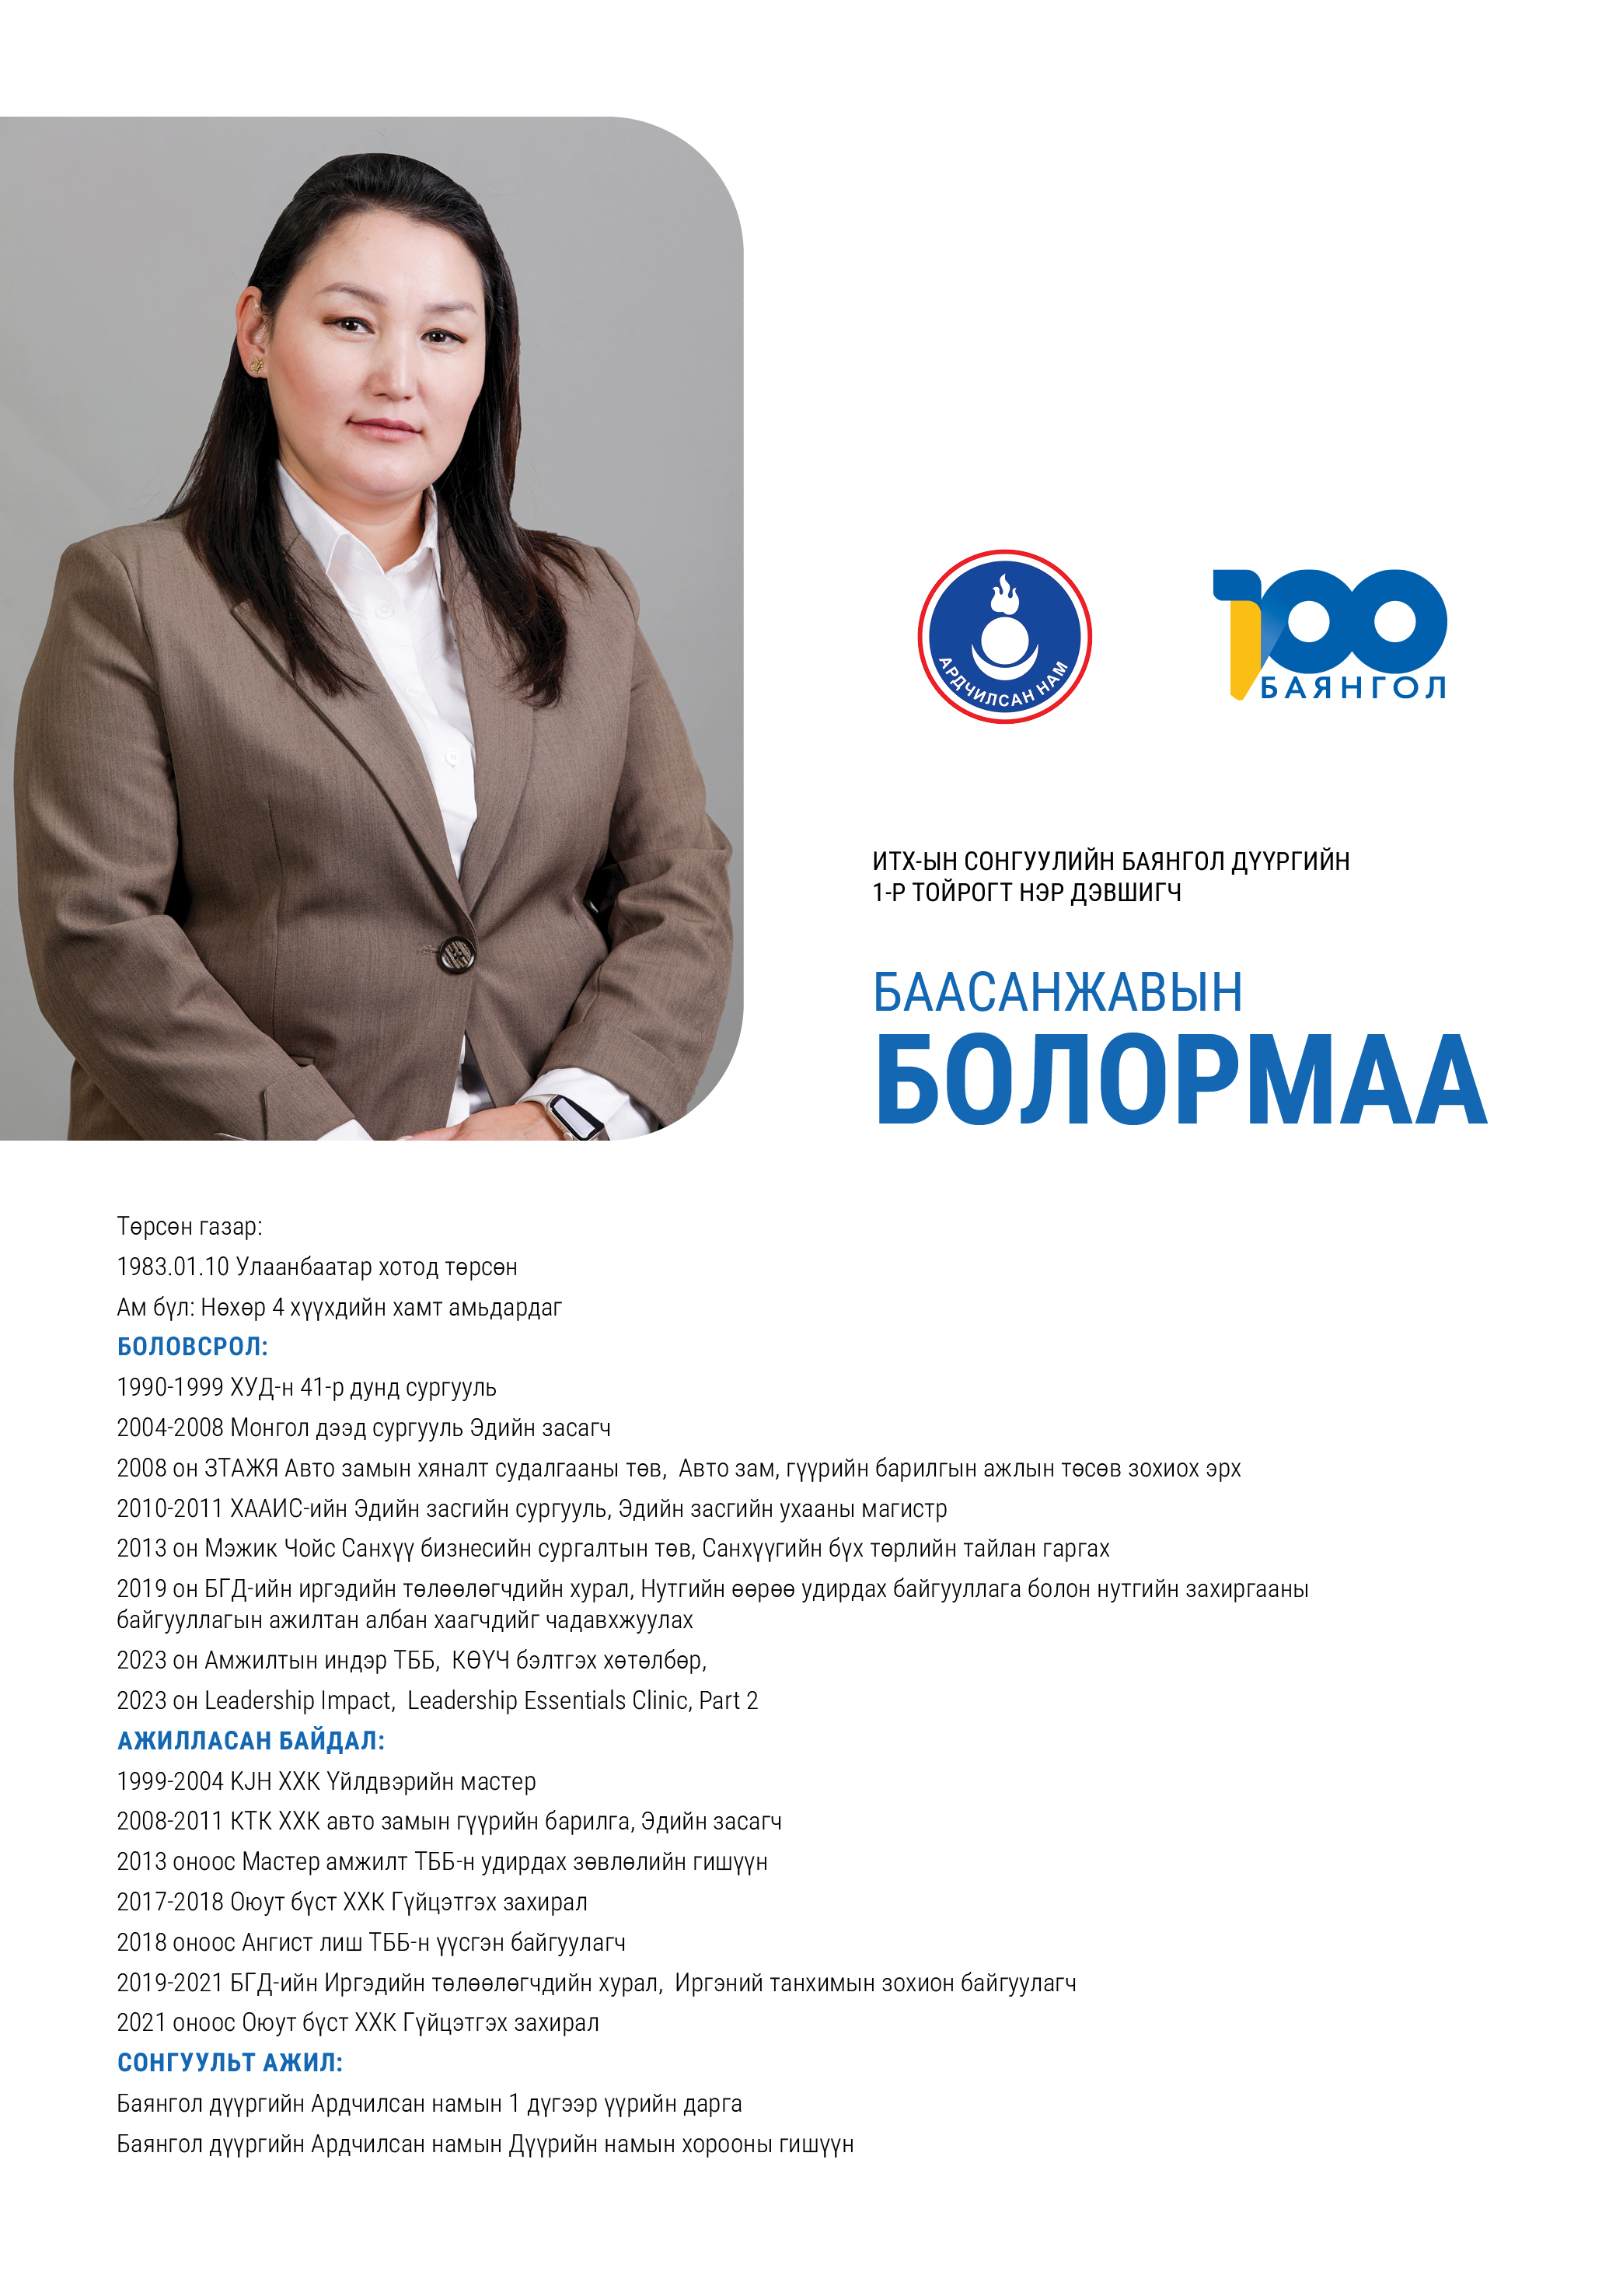 АРДЧИЛСАН НАМ
100
БАЯНГОЛ
ИТХ-ЫН СОНГУУЛИЙН БАЯНГОЛ ДҮҮРГИЙН
1-Р ТОЙРОГТ НЭР ДЭВШИГЧ
БААСАНЖАВЫН
БОЛОРМАА
Төрсөн газар:
1983.01.10 Улаанбаатар хотод төрсөн
Ам бүл: Нөхөр 4 хүүхдийн хамт амьдардаг
БОЛОВСРОЛ:
1990-1999 ХУД-н 41-р дунд сургууль
2004-2008 Монгол дээд сургууль Эдийн засагч
2008 он ЗТАЖЯ Авто замын хяналт судалгааны төв,  Авто зам, гүүрийн барилгын ажлын төсөв зохиох эрх
2010-2011 ХААИС-ийн Эдийн засгийн сургууль, Эдийн засгийн ухааны магистр
2013 он Мэжик Чойс Санхүү бизнесийн сургалтын төв, Санхүүгийн бүх төрлийн тайлан гаргах
2019 он БГД-ийн иргэдийн төлөөлөгчдийн хурал, Нутгийн өөрөө удирдах байгууллага болон нутгийн захиргааны
байгууллагын ажилтан албан хаагчдийг чадавхжуулах
2023 он Амжилтын индэр ТББ,  КӨҮЧ бэлтгэх хөтөлбөр,
2023 он Leadership Impact,  Leadership Essentials Clinic, Part 2
АЖИЛЛАСАН БАЙДАЛ:
1999-2004 KJH ХХК Үйлдвэрийн мастер
2008-2011 КТК ХХК авто замын гүүрийн барилга, Эдийн засагч
2013 оноос Мастер амжилт ТББ-н удирдах зөвлөлийн гишүүн
2017-2018 Оюут бүст ХХК Гүйцэтгэх захирал
2018 оноос Ангист лиш ТББ-н үүсгэн байгуулагч
2019-2021 БГД-ийн Иргэдийн төлөөлөгчдийн хурал,  Иргэний танхимын зохион байгуулагч
2021 оноос Оюут бүст ХХК Гүйцэтгэх захирал
СОНГУУЛЬТ АЖИЛ:
Баянгол дүүргийн Ардчилсан намын 1 дүгээр үүрийн дарга
Баянгол дүүргийн Ардчилсан намын Дүүрийн намын хорооны гишүүн